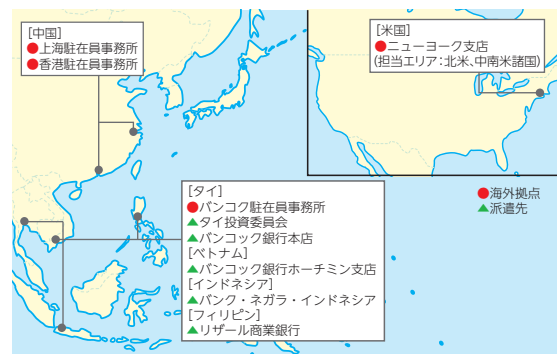 [中国]
●上海駐在員事務所
●香港駐在員事務所
[米国]
●ニューヨーク支店
(担当エリア：北米、中南米諸国)
[タイ]
●バンコク駐在員事務所
▲タイ投資委員会
▲バンコック銀行本店
[ベトナム]
▲バンコック銀行ホーチミン支店
[インドネシア]
▲バンク・ネガラ・インドネシア
[フィリピン]
▲リザール商業銀行
●海外拠点
▲派遣先